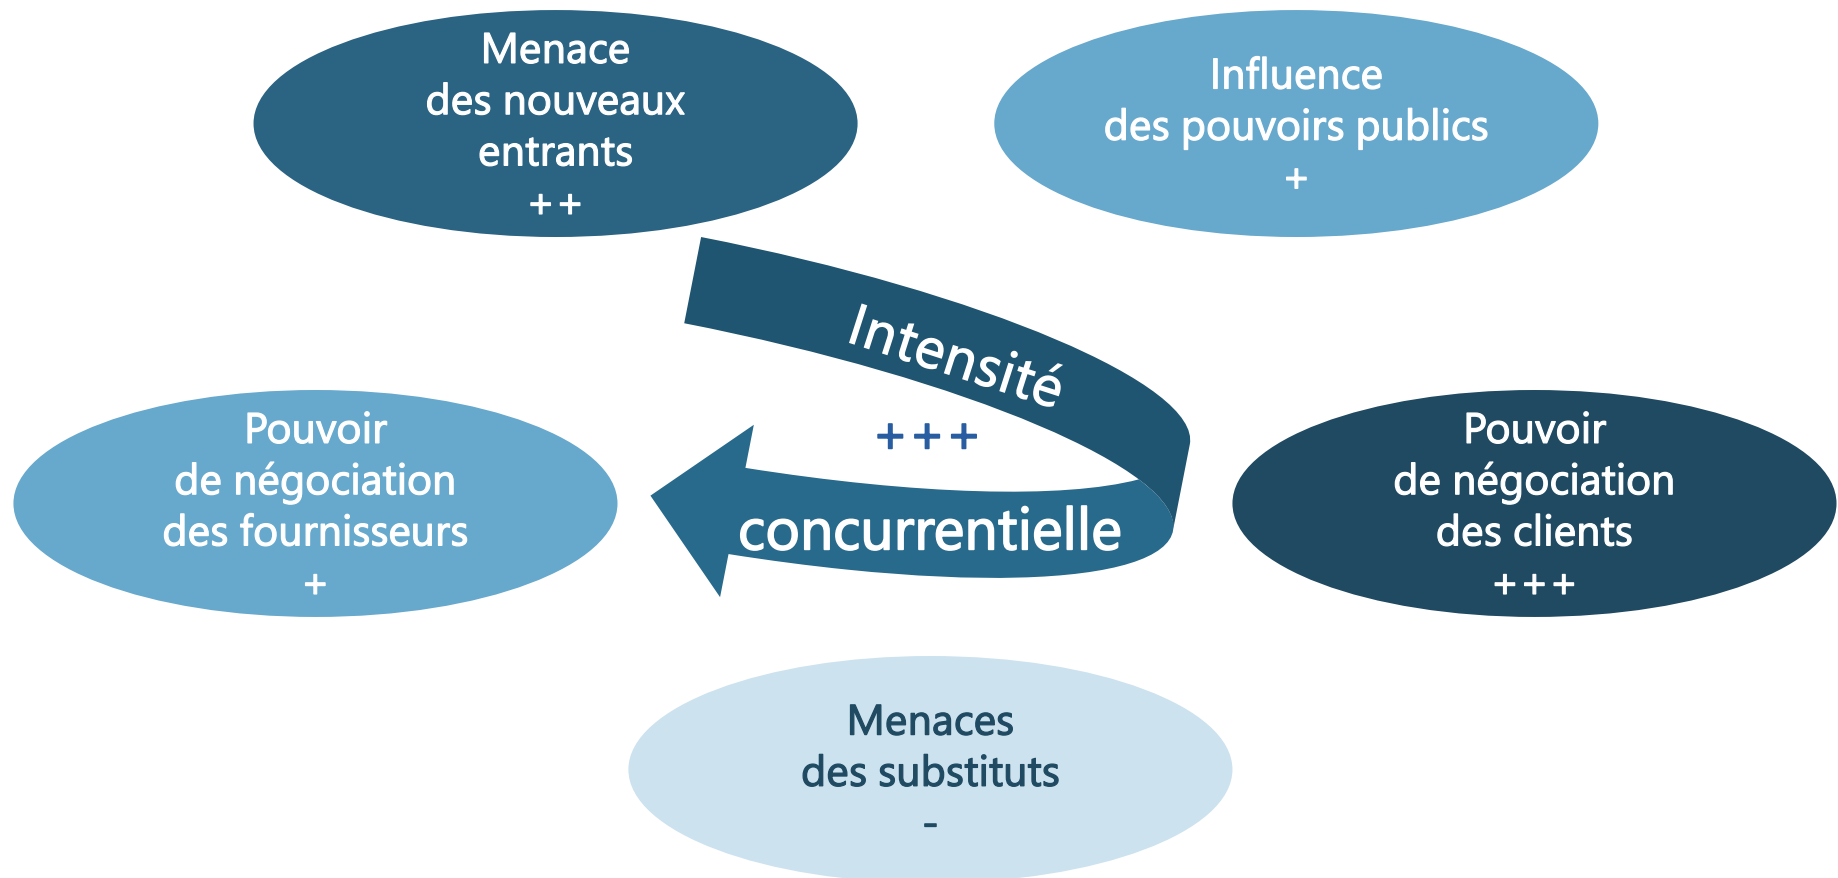 Menace
des nouveaux
entrants
++
Influence
des pouvoirs publics
+
Intensité
+++
concurrentielle
Pouvoir
de négociation
des fournisseurs
+
Pouvoir
de négociation
des clients
+++
Menaces
des substituts
-